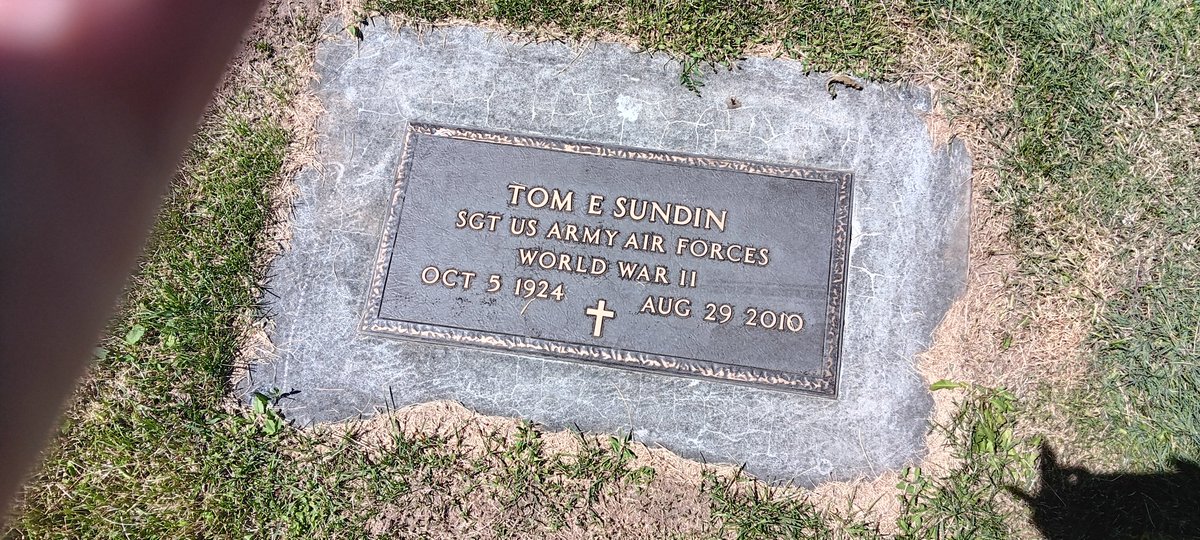 TOM E SUNDIN
SGT US ARMY AIR FORCES
WORLD WAR II
OCT 5 1924 AUG 29 2010